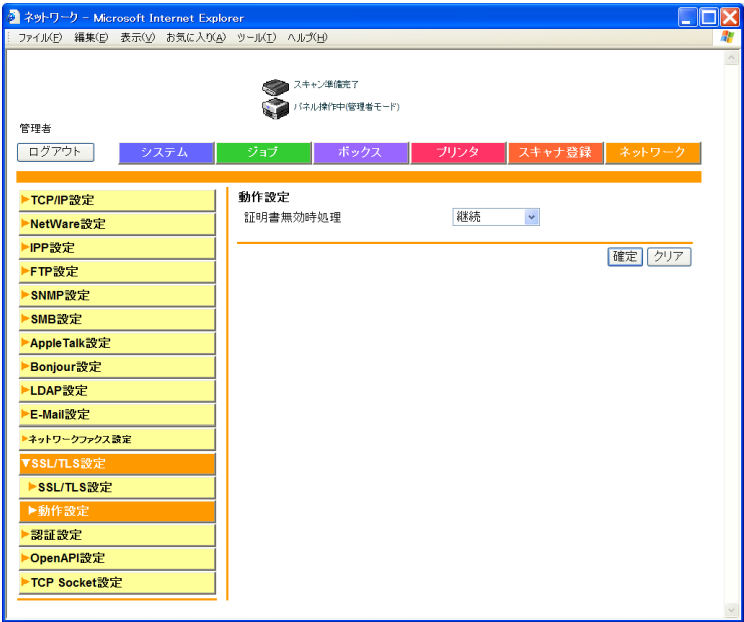 ネットワーク - Microsoft Internet Explorer
ファイル(F) 編集(E) 表示(V) お気に入り(A) ツール(T) ヘルプ(H)
スキャン準備完了
パネル操作中(管理者モード)
管理者
ログアウト システム ジョブ ボックス プリンタ スキャナ登録 ネットワーク
TCP/IP設定
NetWare設定
IPP設定
FTP設定
SNMP設定
SMB設定
AppleTalk設定
Bonjour設定
LDAP設定
E-Mail設定
ネットワークファクス設定
SSL/TLS設定
SSL/TLS設定
動作設定
認証設定
OpenAPI設定
TCP Socket設定
動作設定
証明書無効時処理 継続
確定 クリア